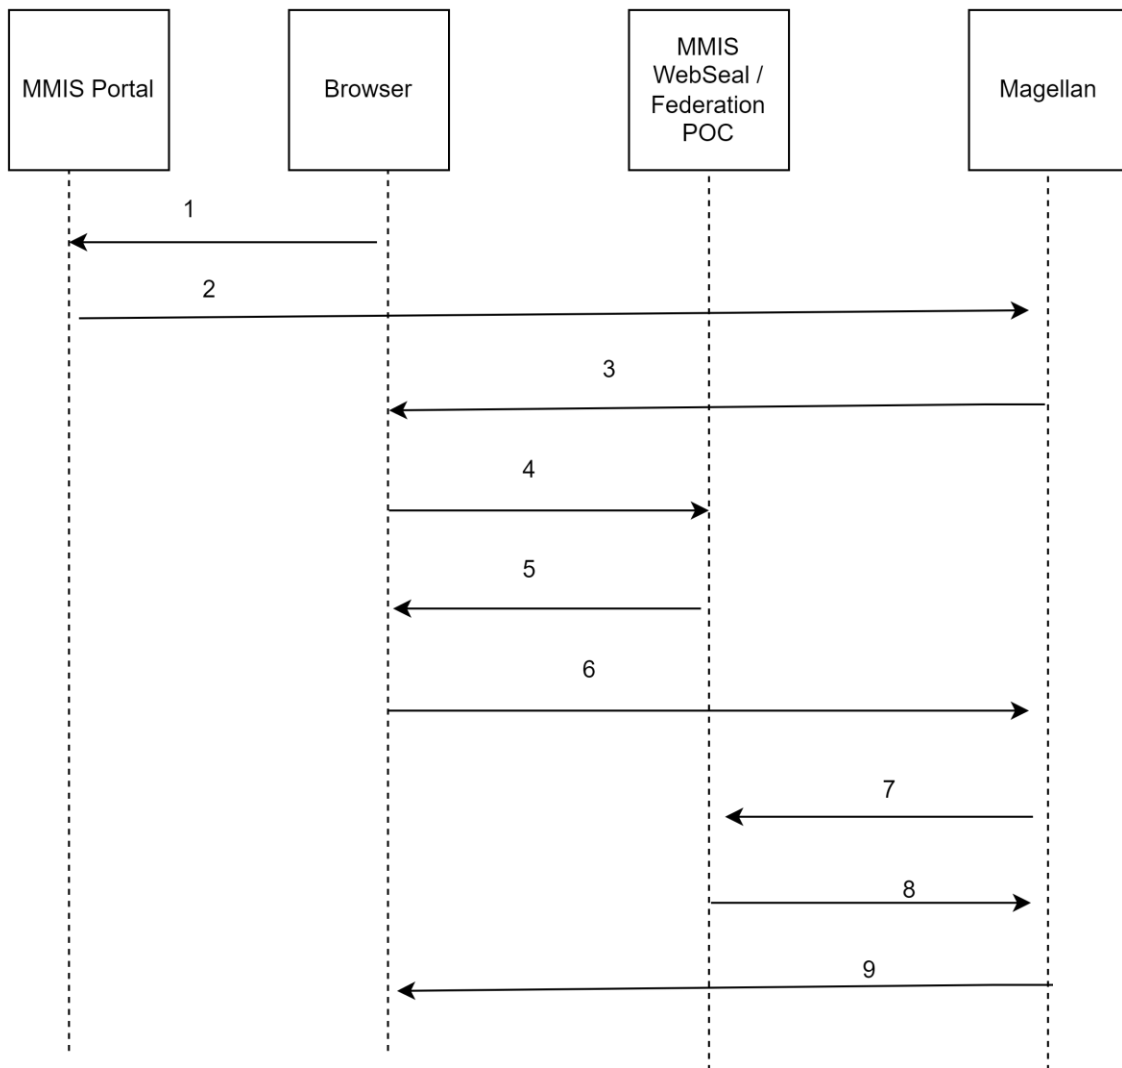 MMIS Portal
Browser
MMIS
WebSeal /
Federation
POC
Magellan
1
2
3
4
5
6
7
8
9